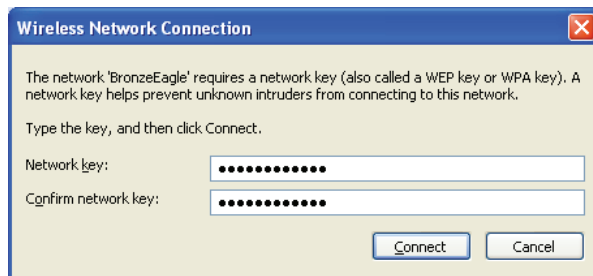 Wireless Network Connection
The network 'BronzeEagle' requires a network key (also called a WEP key or WPA key). A
network key helps prevent unknown intruders from connecting to this network.
Type the key, and then click Connect.
Network key: ●●●●●●●●●●●●
Confirm network key: ●●●●●●●●●●●●
Connect Cancel